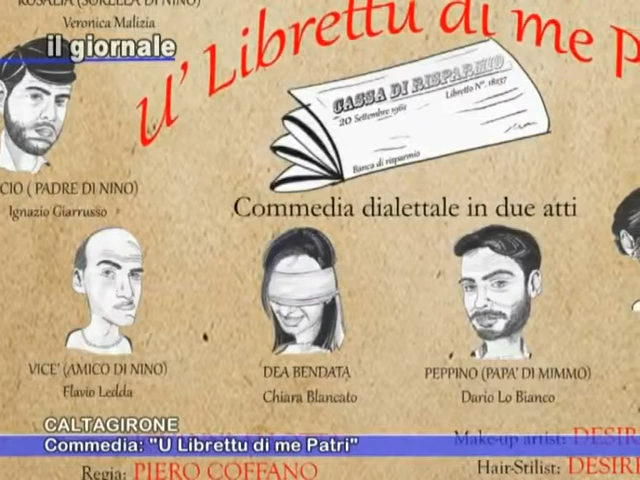 ROSALIA (SORELLA DI NINO)
Veronica Malizia
il giornale
U' Librettu di me P
CASSA DI RISPARMIO
20 Settembre 1961
Libretto N°. 18237
Banca di risparmio
CIO ( PADRE DI NINO)
Ignazio Giarrusso
Commedia dialettale in due atti
VICE' (AMICO DI NINO)
Flavio Ledda
DEA BENDATA
Chiara Blancato
PEPPINO (PAPA' DI MIMMO)
Dario Lo Bianco
CALTAGIRONE
Commedia: "U Librettu di me Patri"
Make-up artist: DESIR
Regia: PIERO COFFANO
Hair-Stilist: DESIRE